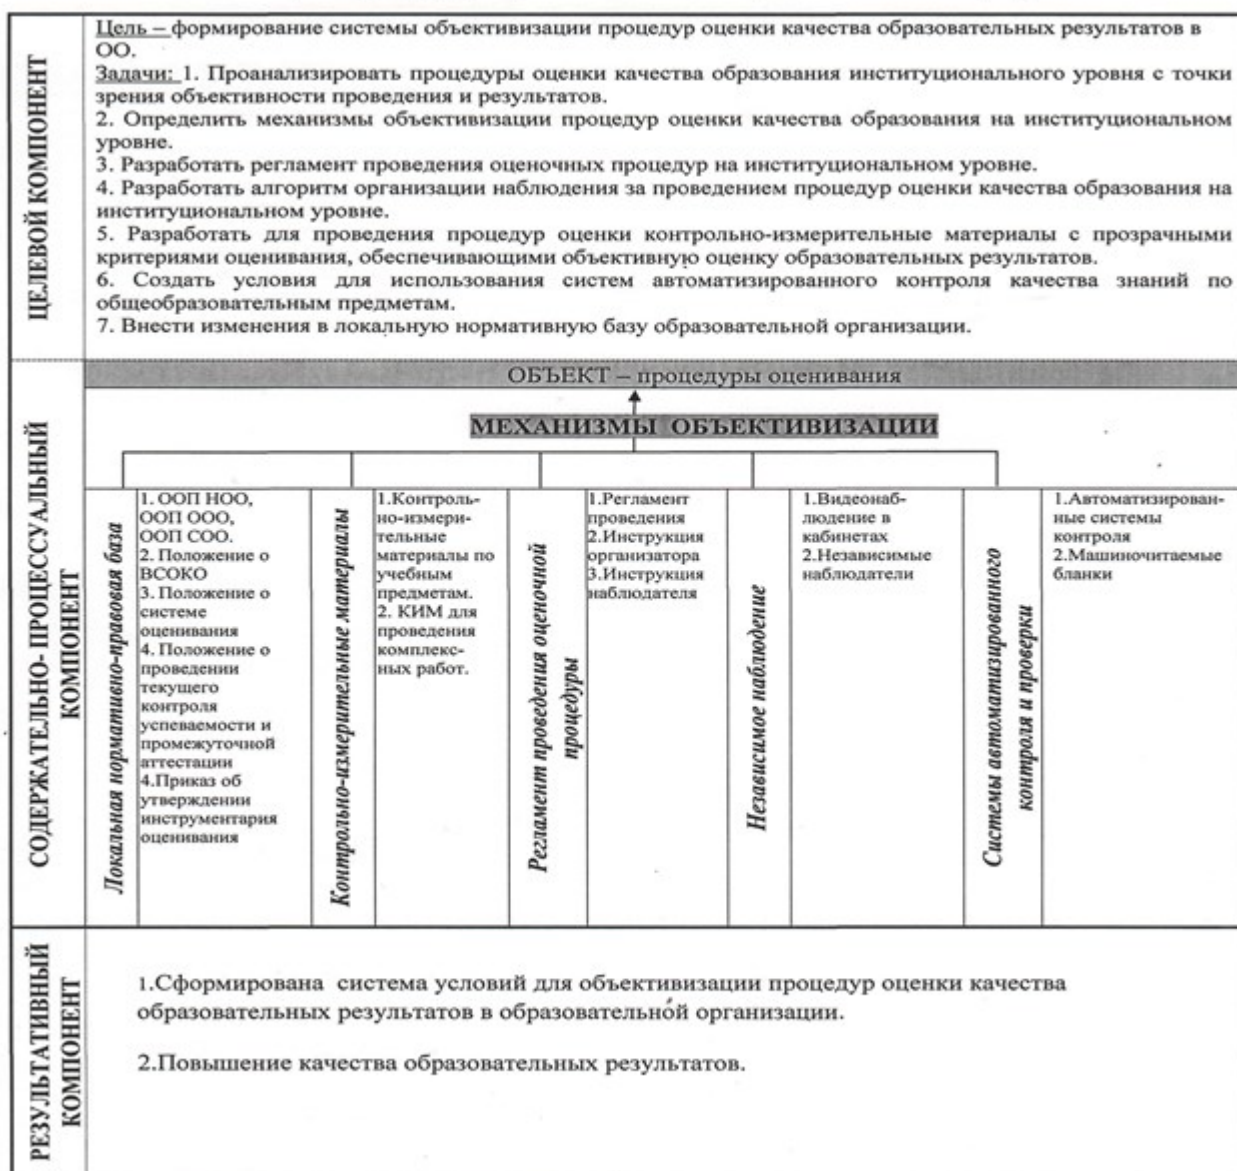 ЦЕЛЕВОЙ КОМПОНЕНТ
Цель – формирование системы объективизации процедур оценки качества образовательных результатов в
ОО.
Задачи: 1. Проанализировать процедуры оценки качества образования институционального уровня с точки
зрения объективности проведения и результатов.
2. Определить механизмы объективизации процедур оценки качества образования на институциональном
уровне.
3. Разработать регламент проведения оценочных процедур на институциональном уровне.
4. Разработать алгоритм организации наблюдения за проведением процедур оценки качества образования на
институциональном уровне.
5. Разработать для проведения процедур оценки контрольно-измерительные материалы с прозрачными
критериями оценивания, обеспечивающими объективную оценку образовательных результатов.
6. Создать условия для использования систем автоматизированного контроля качества знаний по
общеобразовательным предметам.
7. Внести изменения в локальную нормативную базу образовательной организации.
СОДЕРЖАТЕЛЬНО- ПРОЦЕССУАЛЬНЫЙ
КОМПОНЕНТ
ОБЪЕКТ – процедуры оценивания
МЕХАНИЗМЫ ОБЪЕКТИВИЗАЦИИ
Локальная нормативно-правовая база
1. ООП НОО,
ООП ООО,
ООП СОО.
2. Положение о
ВСОКО
3. Положение о
системе
оценивания
4. Положение о
проведении
текущего
контроля
успеваемости и
промежуточной
аттестации
4.Приказ об
утверждении
инструментария
оценивания
Контрольно-измерительные материалы
1.Контроль-
но-измери-
тельные
материалы по
учебным
предметам.
2. КИМ для
проведения
комплекс-
ных работ.
Регламент проведения оценочной
процедуры
1.Регламент
проведения
2.Инструкция
организатора
3.Инструкция
наблюдателя
Независимое наблюдение
1.Видеонаб-
людение в
кабинетах
2.Независимые
наблюдатели
Системы автоматизированного
контроля и проверки
1.Автоматизирован-
ные системы
контроля
2.Машиночитаемые
бланки
РЕЗУЛЬТАТИВНЫЙ
КОМПОНЕНТ
1.Сформирована система условий для объективизации процедур оценки качества
образовательных результатов в образовательной организации.
2.Повышение качества образовательных результатов.